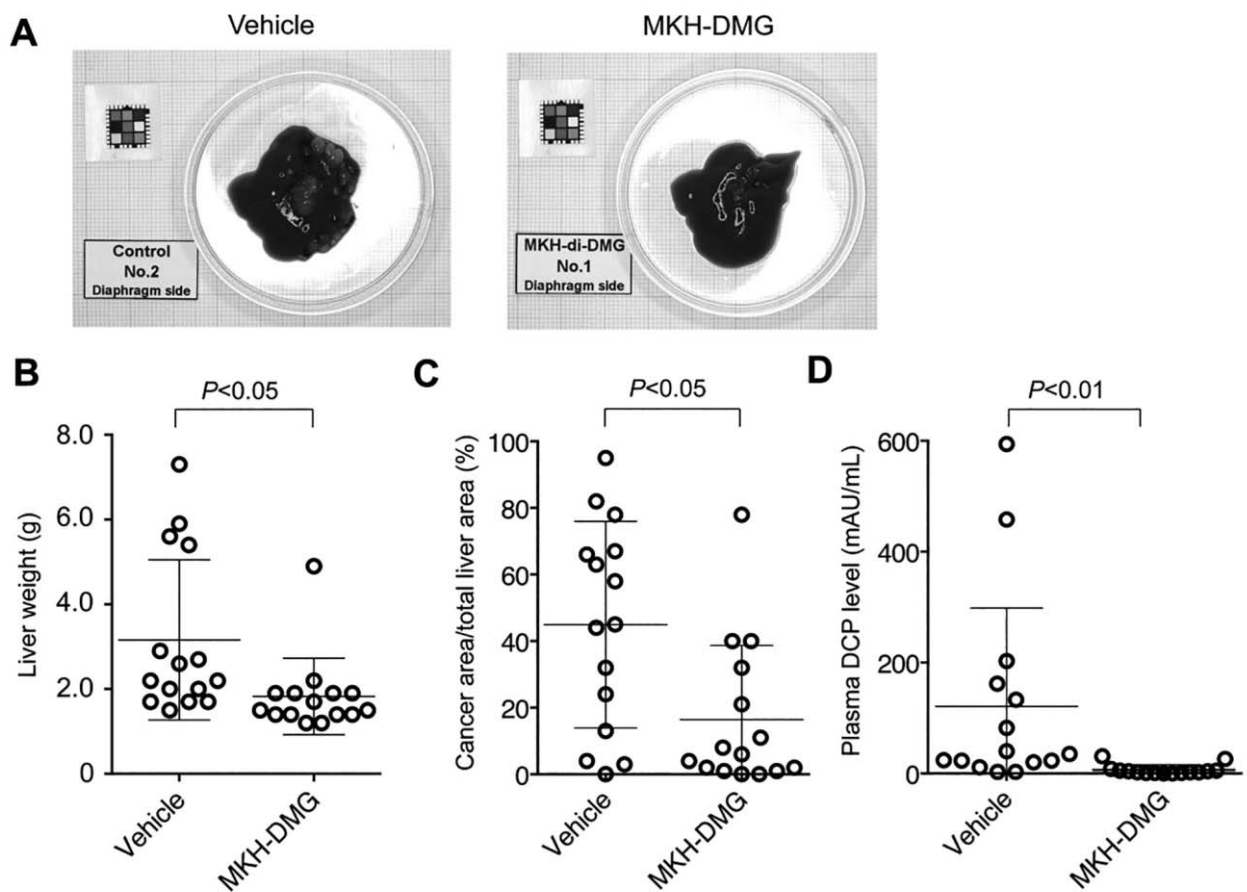 A
Vehicle
MKH-DMG
Control
No.2
Diaphragm side
MKH-di-DMG
No.1
Diaphragm side
B
P<0.05
Liver weight (g)
8.0
6.0
4.0
2.0
0
Vehicle
MKH-DMG
C
P<0.05
Cancer area/total liver area (%)
100
80
60
40
20
0
Vehicle
MKH-DMG
D
P<0.01
Plasma DCP level (mAU/mL)
600
400
200
0
Vehicle
MKH-DMG